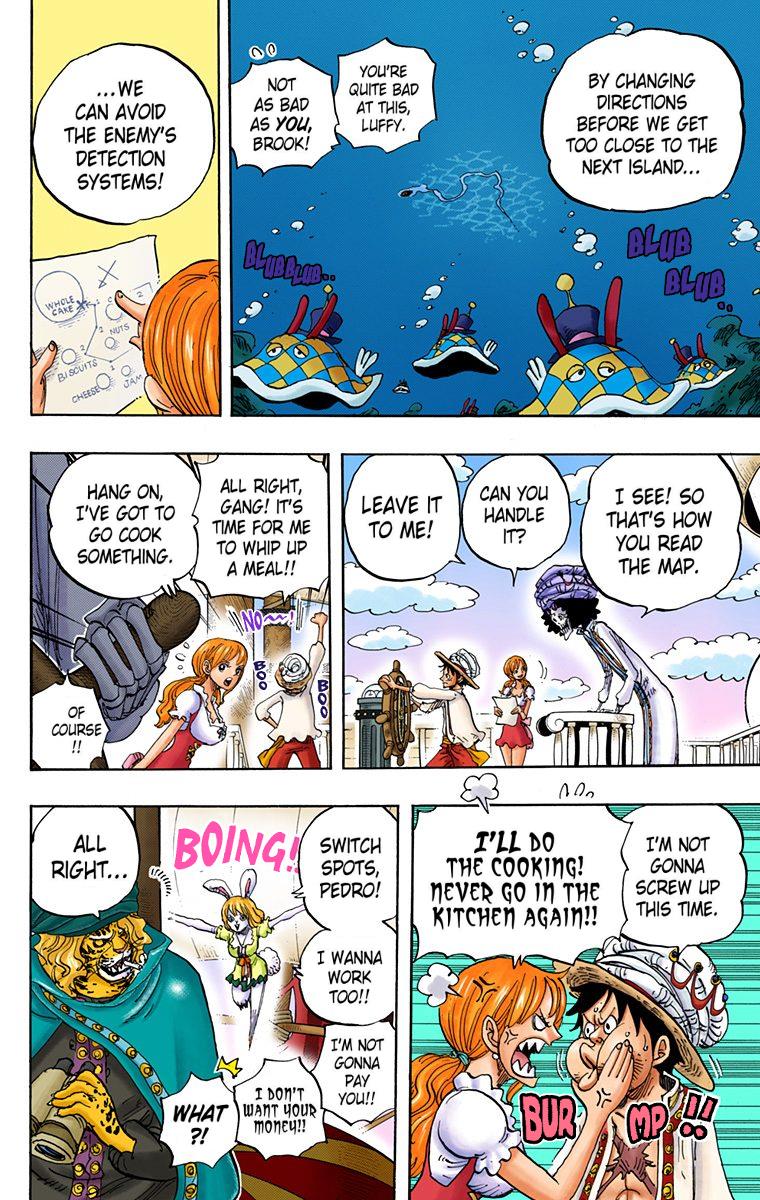 BY CHANGING
DIRECTIONS
BEFORE WE GET
TOO CLOSE TO THE
NEXT ISLAND...
YOU'RE
QUITE BAD
AT THIS,
LUFFY.
NOT
AS BAD
AS YOU,
BROOK!
BLUB
BLUB..
BLUBBLUB..
...WE
CAN AVOID
THE ENEMY'S
DETECTION
SYSTEMS!
WHOLE
CAKE
NUTS
BISCUITS
CHEESE
JAM
I SEE! SO
THAT'S HOW
YOU READ
THE MAP.
CAN YOU
HANDLE
IT?
LEAVE IT
TO ME!
ALL RIGHT,
GANG! IT'S
TIME FOR ME
TO WHIP UP
A MEAL!!
HANG ON,
I'VE GOT TO
GO COOK
SOMETHING.
NO~~!
BOO
BOO
OF
COURSE
!!
I'M NOT
GONNA
SCREW UP
THIS TIME.
I'LL DO
THE COOKING!
NEVER GO IN THE
KITCHEN AGAIN!!
BURMP!!
SWITCH
SPOTS,
PEDRO!
BOING!
I WANNA
WORK
TOO!!
I'M NOT
GONNA
PAY
YOU!!
I DON'T
WANT YOUR
MONEY!!
WHAT
?!
ALL
RIGHT...